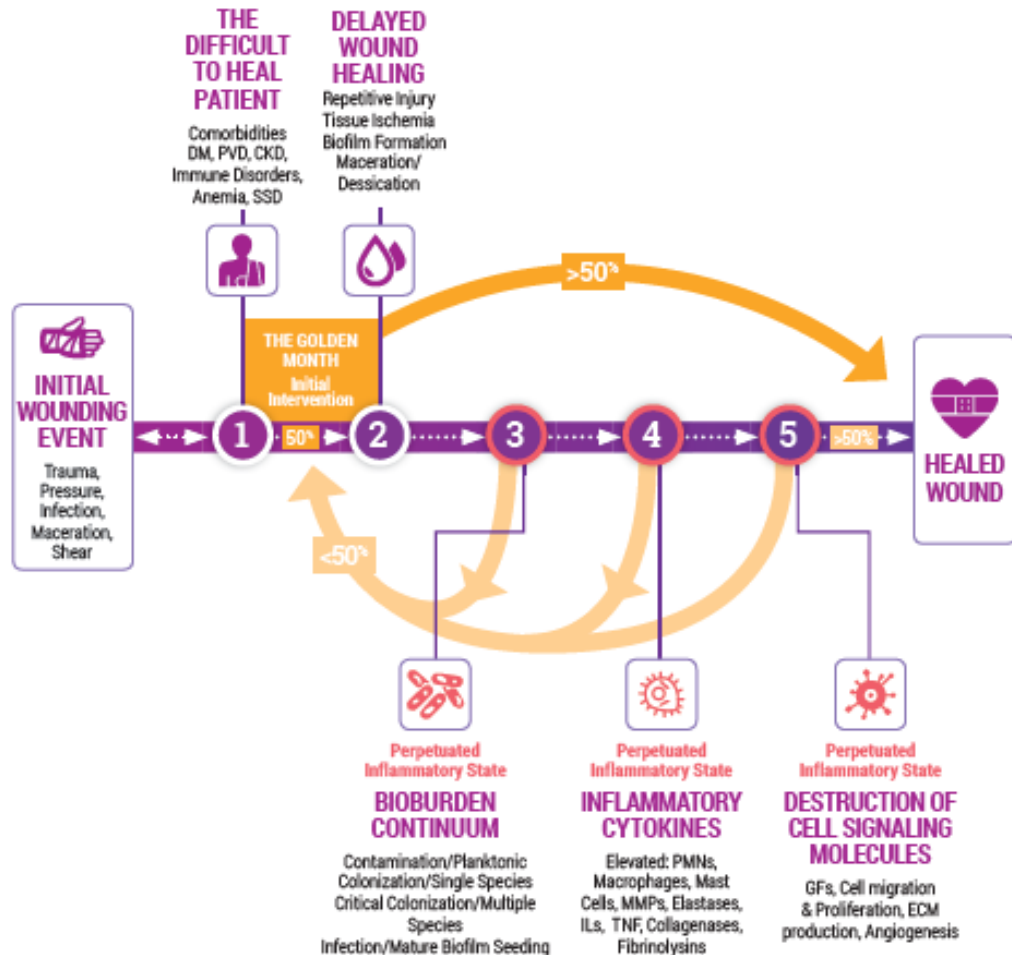 THE
DIFFICULT
TO HEAL
PATIENT
Comorbidities
DM, PVD, CKD,
Immune Disorders,
Anemia, SSD
DELAYED
WOUND
HEALING
Repetitive Injury
Tissue Ischemia
Biofilm Formation
Maceration/
Dessication
>50%
INITIAL
WOUNDING
EVENT
Trauma,
Pressure,
Infection,
Maceration,
Shear
THE GOLDEN
MONTH
Initial
Intervention
1
50%
2
3
4
5
>50%
HEALED
WOUND
<50%
Perpetuated
Inflammatory State
BIOBURDEN
CONTINUUM
Contamination/Planktonic
Colonization/Single Species
Critical Colonization/Multiple
Species
Infection/Mature Biofilm Seeding
Perpetuated
Inflammatory State
INFLAMMATORY
CYTOKINES
Elevated: PMNs,
Macrophages, Mast
Cells, MMPs, Elastases,
ILs, TNF, Collagenases,
Fibrinolysins
Perpetuated
Inflammatory State
DESTRUCTION OF
CELL SIGNALING
MOLECULES
GFs, Cell migration
& Proliferation, ECM
production, Angiogenesis